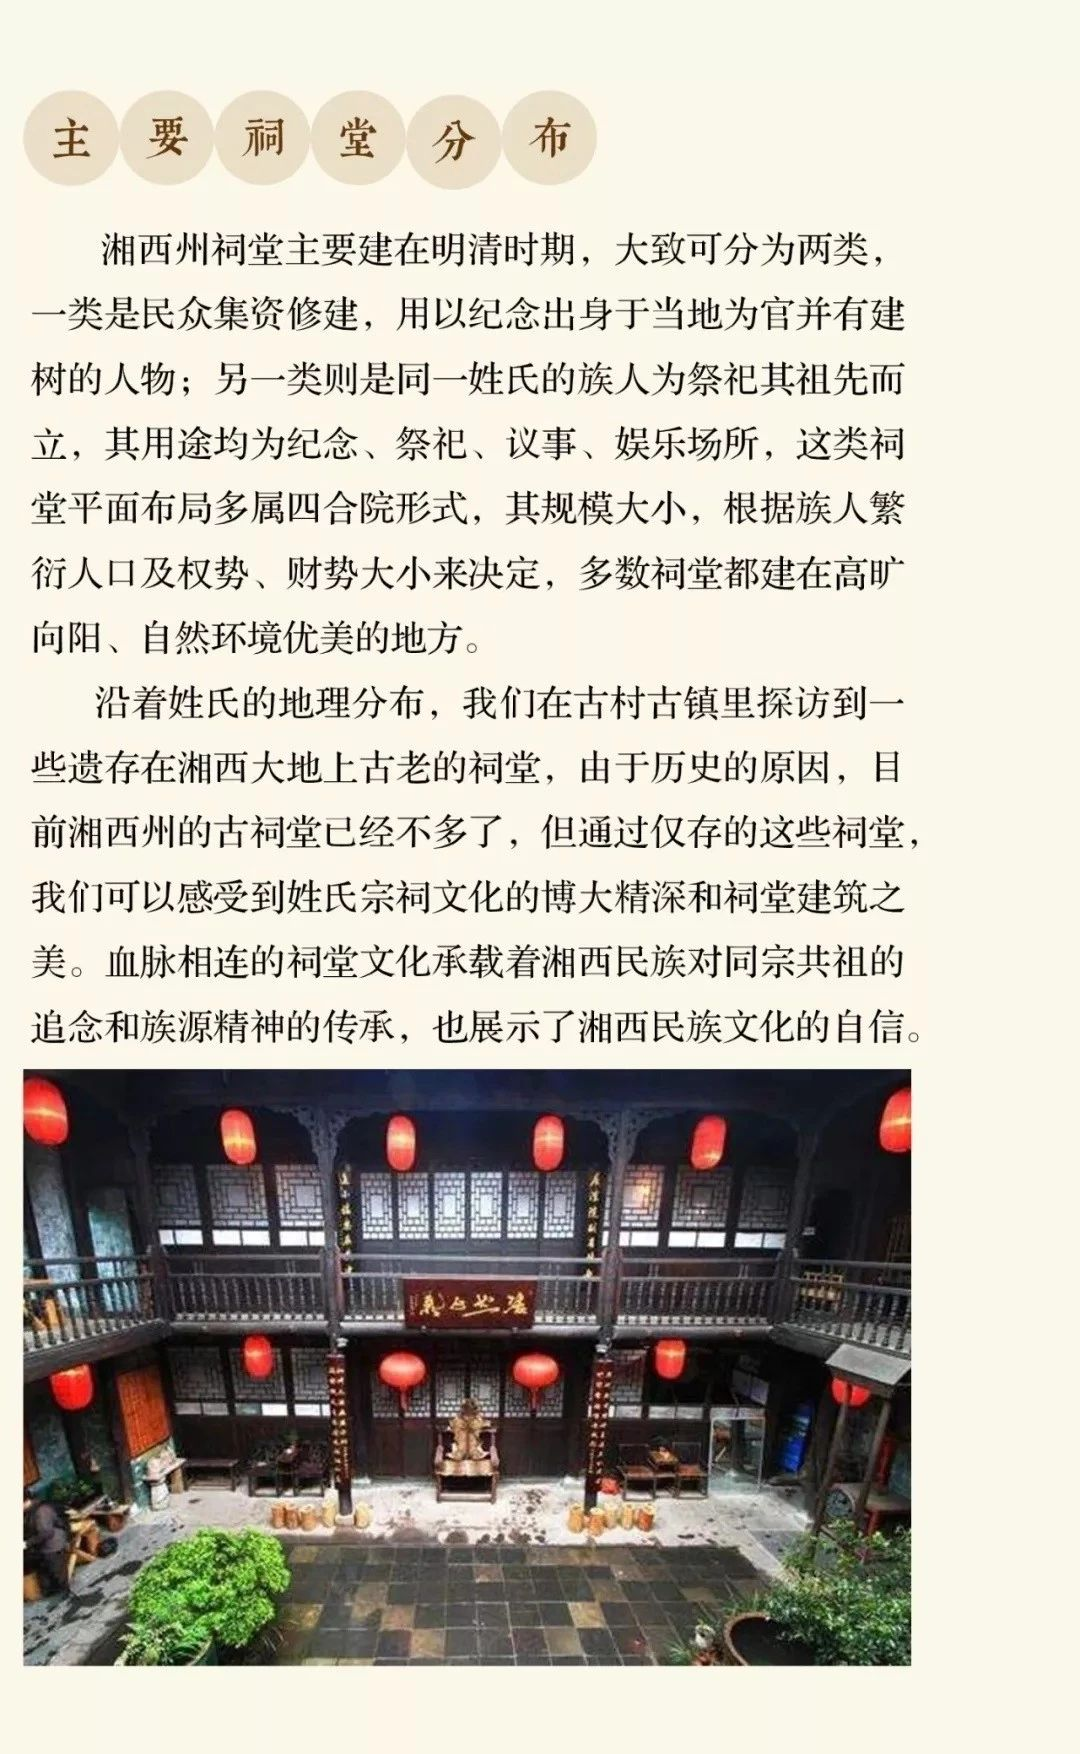 主要祠堂分布
湘西州祠堂主要建在明清时期，大致可分为两类，
一类是民众集资修建，用以纪念出身于当地为官并有建
树的人物；另一类则是同一姓氏的族人为祭祀其祖先而
立，其用途均为纪念、祭祀、议事、娱乐场所，这类祠
堂平面布局多属四合院形式，其规模大小，根据族人繁
衍人口及权势、财势大小来决定，多数祠堂都建在高旷
向阳、自然环境优美的地方。
沿着姓氏的地理分布，我们在古村古镇里探访到一
些遗存在湘西大地上古老的祠堂，由于历史的原因，目
前湘西州的古祠堂已经不多了，但通过仅存的这些祠堂，
我们可以感受到姓氏宗祠文化的博大精深和祠堂建筑之
美。血脉相连的祠堂文化承载着湘西民族对同宗共祖的
追念和族源精神的传承，也展示了湘西民族文化的自信。